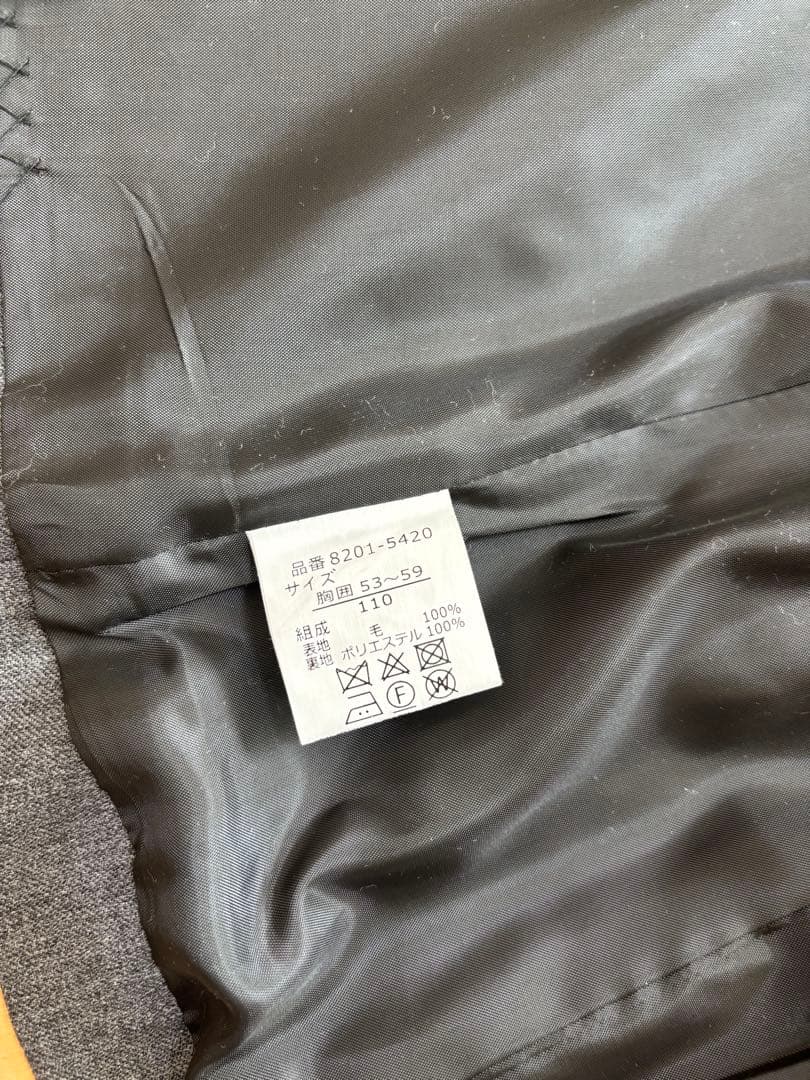 品番 8201-5420
サイズ
胸囲 53~59
110
組成
表地 毛 100%
裏地 ポリエステル 100%
F
W